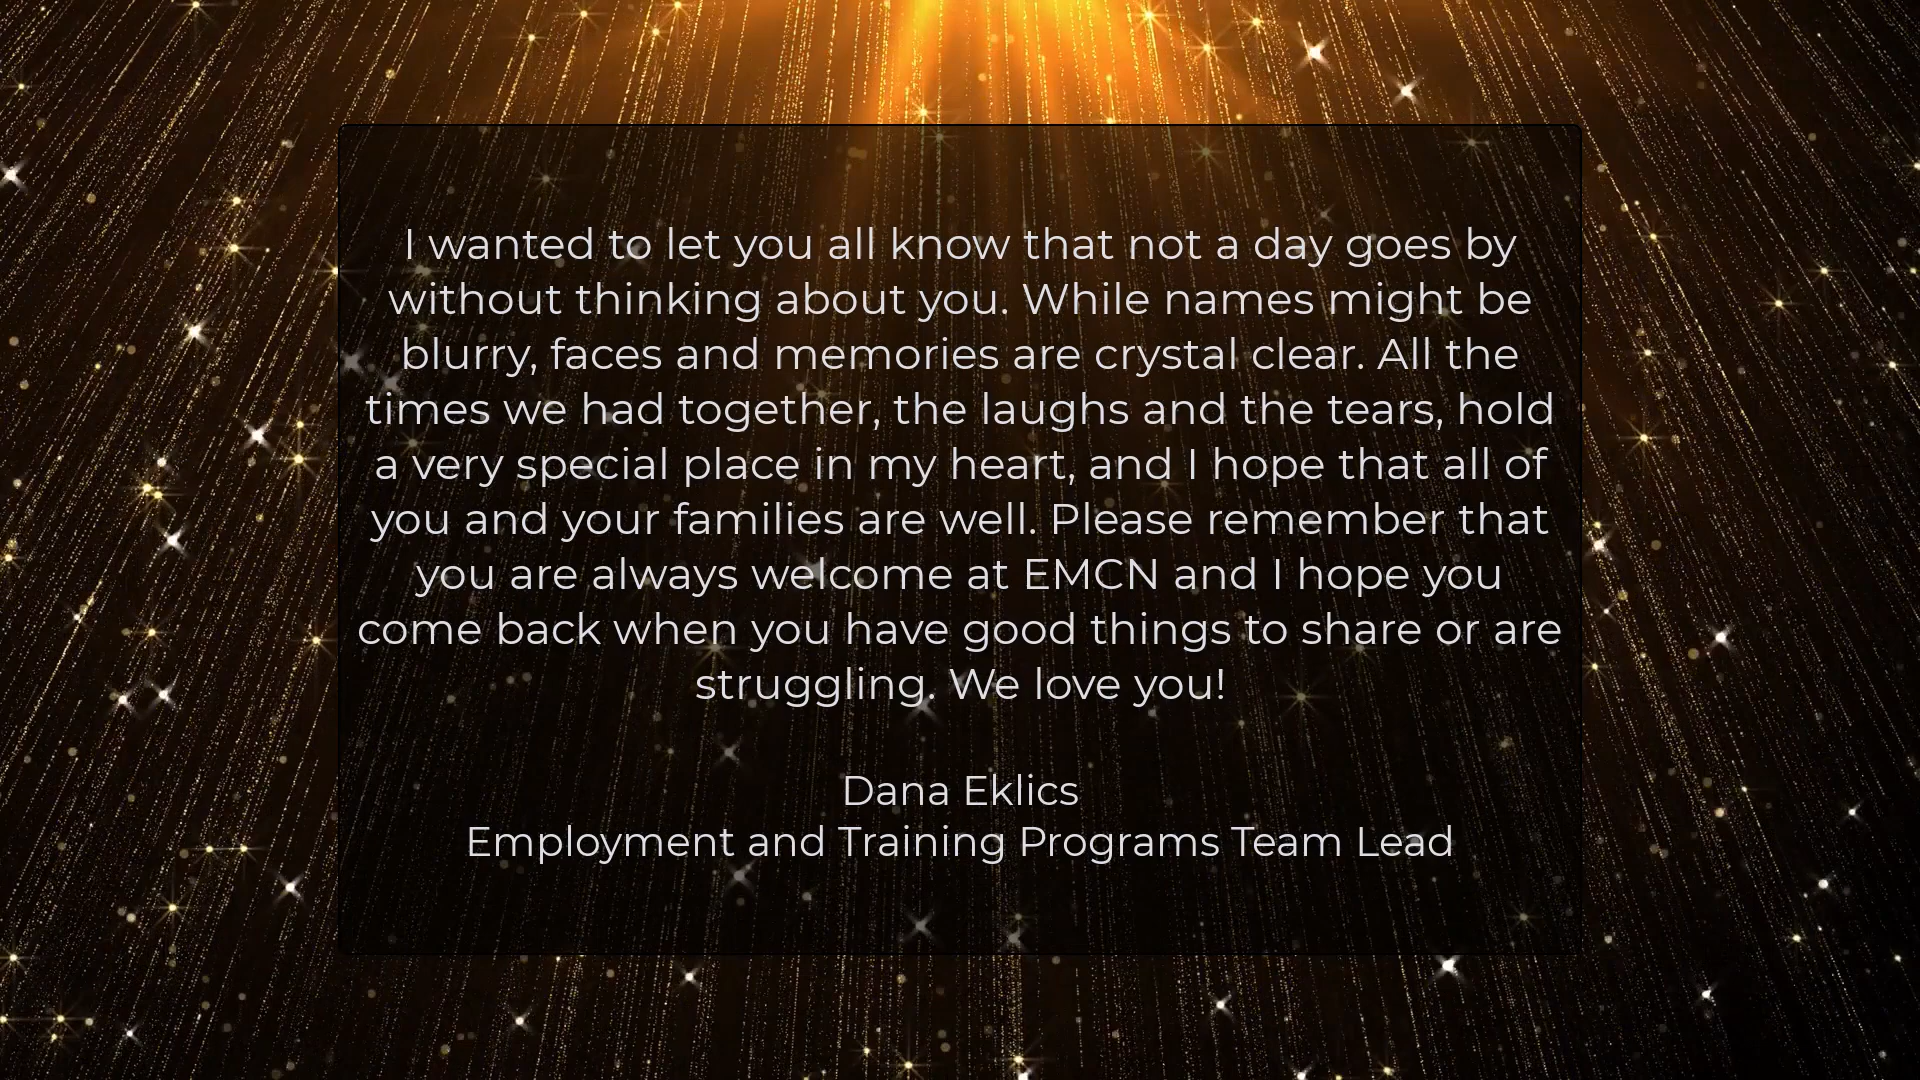 I wanted to let you all know that not a day goes by
without thinking about you. While names might be
blurry, faces and memories are crystal clear. All the
times we had together, the laughs and the tears, hold
a very special place in my heart, and I hope that all of
you and your families are well. Please remember that
you are always welcome at EMCN and I hope you
come back when you have good things to share or are
struggling. We love you!
Dana Eklics
Employment and Training Programs Team Lead